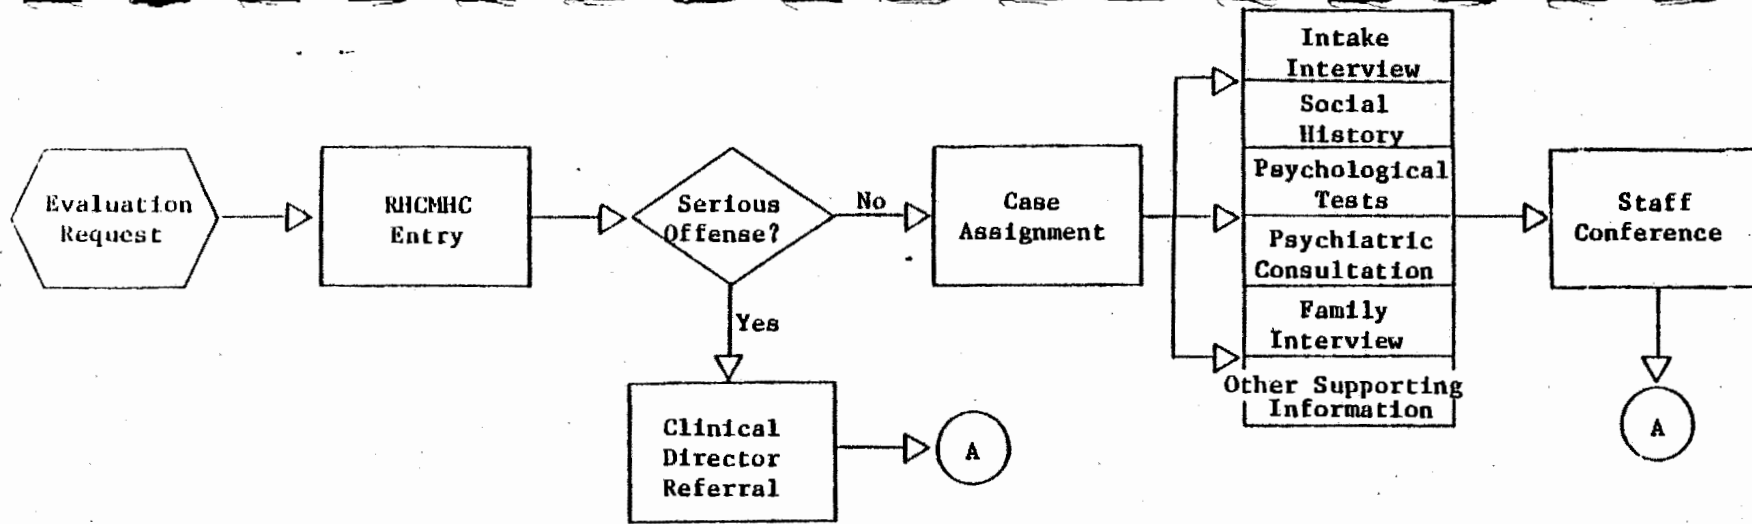 Evaluation
Request
RHCMHC
Entry
Serious
Offense?
No
Yes
Clinical
Director
Referral
A
Case
Assignment
Intake
Interview
Social
History
Psychological
Tests
Psychiatric
Consultation
Family
Interview
Other Supporting
Information
Staff
Conference
A